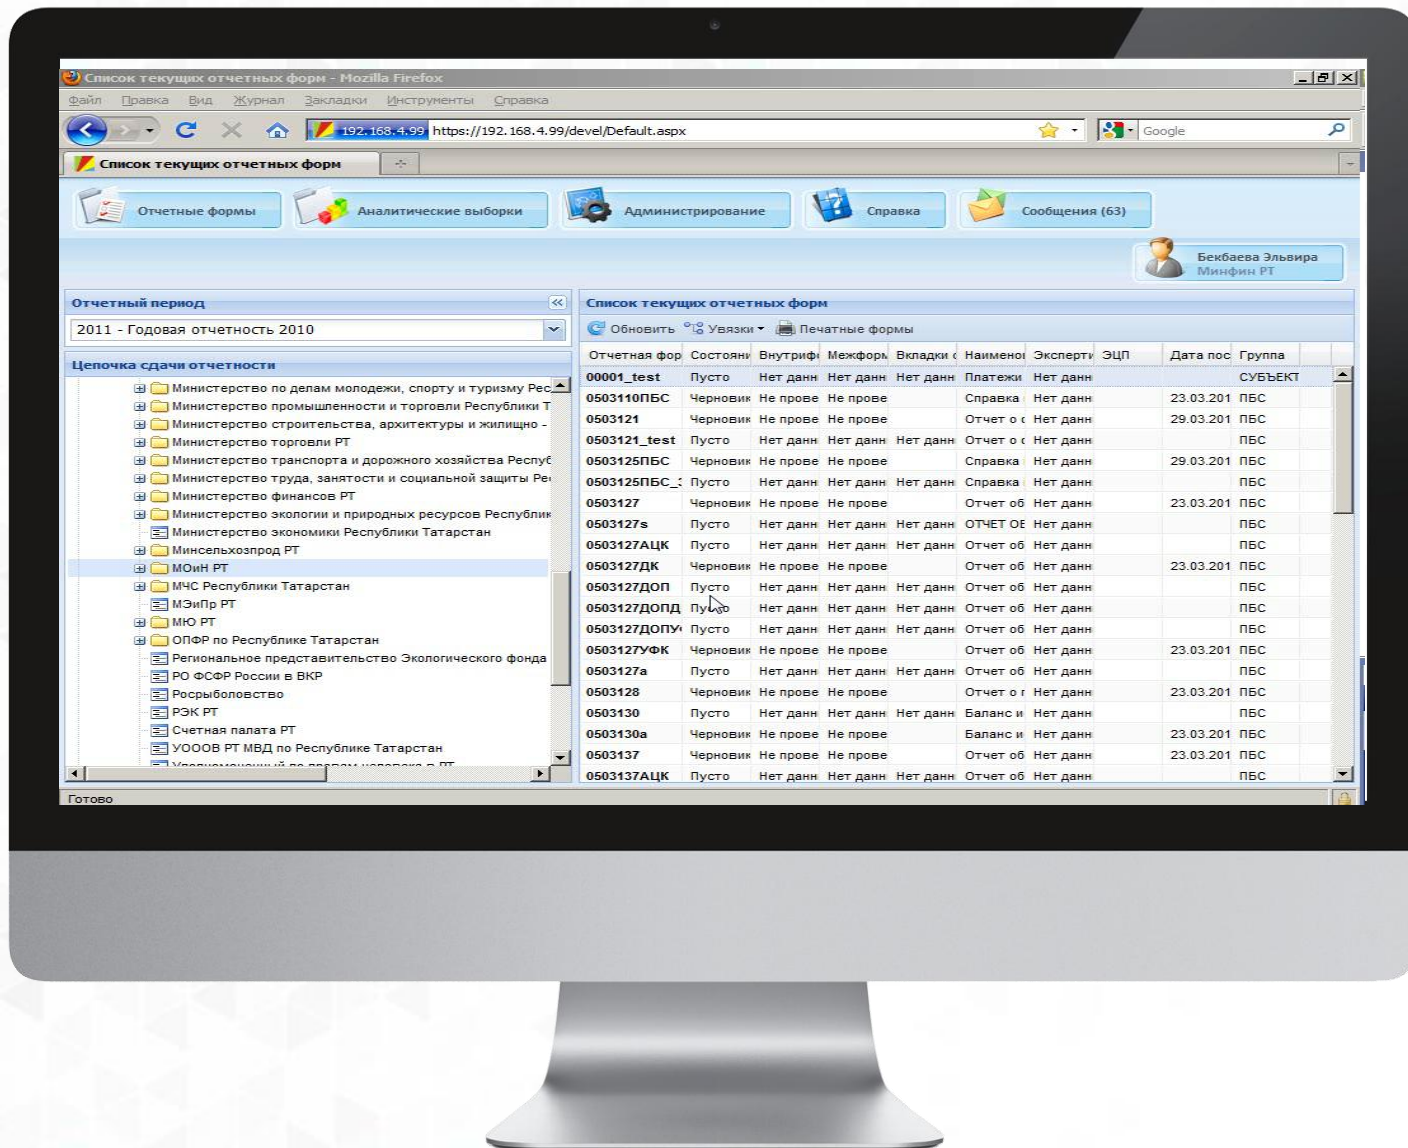 Список текущих отчетных форм - Mozilla Firefox
Файл Правка Вид Журнал Закладки Инструменты Справка
192.168.4.99 https://192.168.4.99/devel/Default.aspx Google
Список текущих отчетных форм
Отчетные формы Аналитические выборки Администрирование Справка Сообщения (63)
Бекбаева Эльвира
Минфин РТ
Отчетный период
2011 - Годовая отчетность 2010
Цепочка сдачи отчетности
Министерство по делам молодежи, спорту и туризму Рес
Министерство промышленности и торговли Республики Т
Министерство строительства, архитектуры и жилищно -
Министерство торговли РТ
Министерство транспорта и дорожного хозяйства Респуб
Министерство труда, занятости и социальной защиты Ре
Министерство финансов РТ
Министерство экологии и природных ресурсов Республик
Министерство экономики Республики Татарстан
Минсельхозпрод РТ
МОиН РТ
МЧС Республики Татарстан
МЭиПр РТ
МЮ РТ
ОПФР по Республике Татарстан
Региональное представительство Экологического фонда
РО ФСФР России в ВКР
Росрыболовство
РЭК РТ
Счетная палата РТ
УОООВ РТ МВД по Республике Татарстан
Список текущих отчетных форм
Обновить Увязки Печатные формы
Отчетная фор Состояни Внутриф Межформ Вкладки Наименов Эксперти ЭЦП Дата пос Группа
00001_test Пусто Нет данн Нет данн Нет данн Платежи Нет данн СУБЪЕКТ
0503110ПБС Черновик Не прове Не прове Справка Нет данн 23.03.201 ПБС
0503121 Черновик Не прове Не прове Отчет о с Нет данн 29.03.201 ПБС
0503121_test Пусто Нет данн Нет данн Нет данн Отчет о с Нет данн ПБС
0503125ПБС Черновик Не прове Не прове Справка Нет данн 29.03.201 ПБС
0503125ПБС_ Пусто Нет данн Нет данн Нет данн Справка Нет данн ПБС
0503127 Черновик Не прове Не прове Отчет об Нет данн 23.03.201 ПБС
0503127s Пусто Нет данн Нет данн Нет данн ОТЧЕТ ОБ Нет данн ПБС
0503127АЦК Пусто Нет данн Нет данн Нет данн Отчет об Нет данн ПБС
0503127ДК Черновик Не прове Не прове Отчет об Нет данн 23.03.201 ПБС
0503127ДОП Пусто Нет данн Нет данн Нет данн Отчет об Нет данн ПБС
0503127ДОПД Пусто Нет данн Нет данн Нет данн Отчет об Нет данн ПБС
0503127ДОПУ Пусто Нет данн Нет данн Нет данн Отчет об Нет данн ПБС
0503127УФК Черновик Не прове Не прове Отчет об Нет данн 23.03.201 ПБС
0503127а Пусто Нет данн Нет данн Нет данн Отчет об Нет данн ПБС
0503128 Черновик Не прове Не прове Отчет о г Нет данн 23.03.201 ПБС
0503130 Пусто Нет данн Нет данн Нет данн Баланс и Нет данн ПБС
0503130а Черновик Не прове Не прове Баланс и Нет данн 23.03.201 ПБС
0503137 Черновик Не прове Не прове Отчет об Нет данн 23.03.201 ПБС
0503137АЦК Пусто Нет данн Нет данн Нет данн Отчет об Нет данн ПБС
Готово